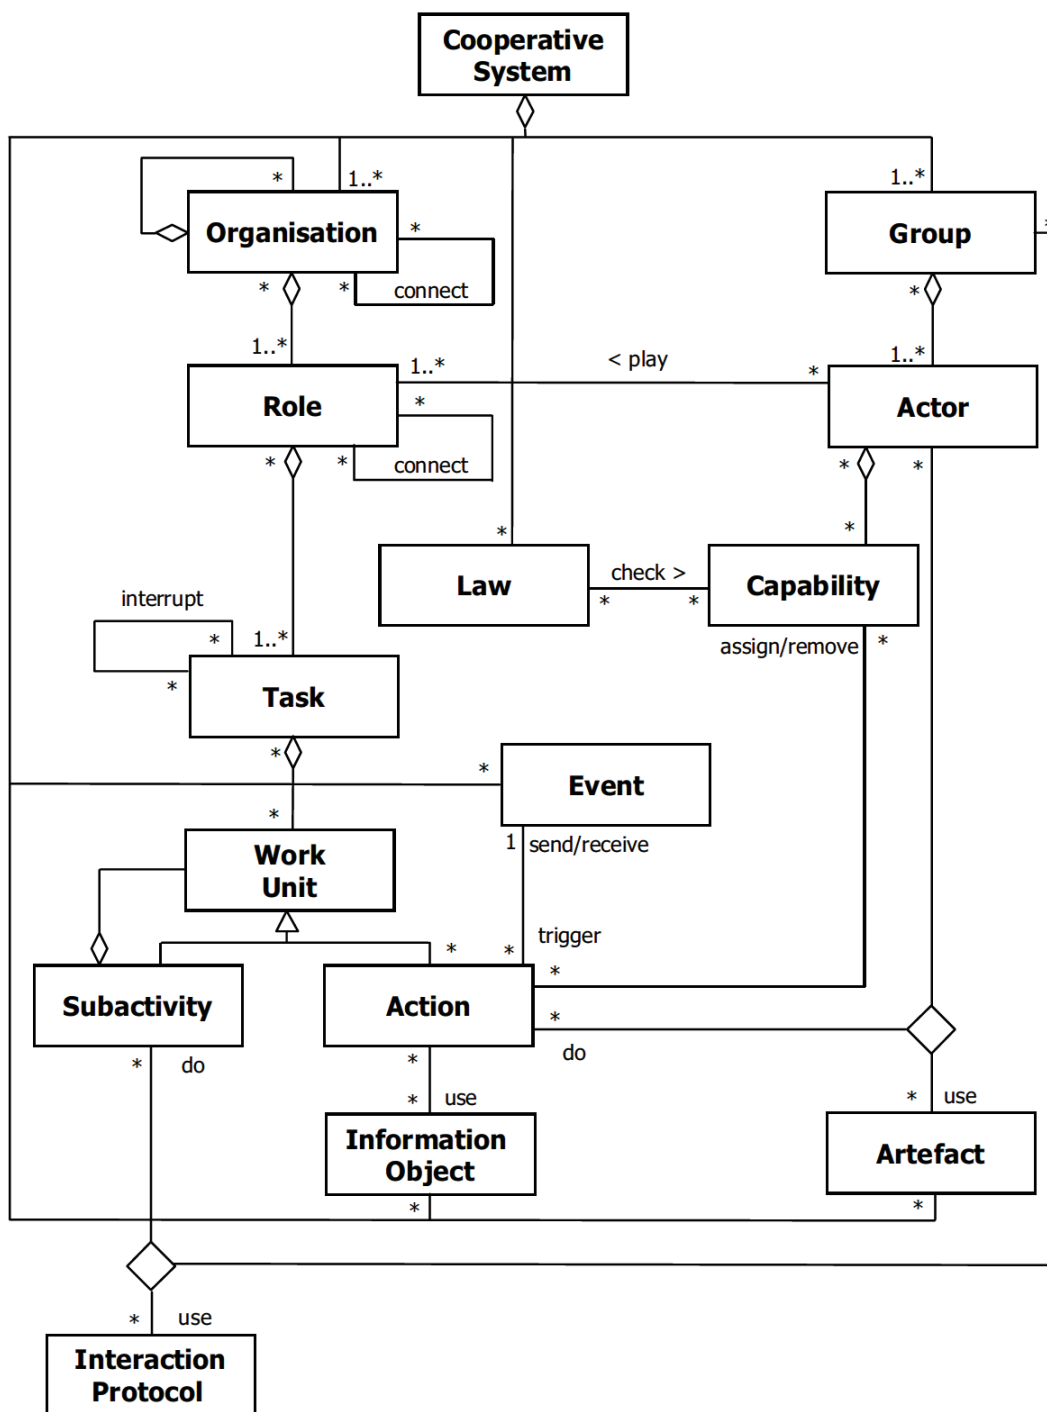 Cooperative
System
*
1..*
1..*
Organisation
*
Group
*
*
*
connect
*
1..*
1..*
< play
*
1..*
Role
*
Actor
*
*
connect
*
*
*
*
Law
check >
*
*
Capability
interrupt
*
1..*
assign/remove
*
*
Task
*
*
Event
*
1
send/receive
Work
Unit
*
*
trigger
*
Subactivity
Action
*
do
*
do
*
*
use
*
use
Information
Object
Artefact
*
*
*
use
Interaction
Protocol